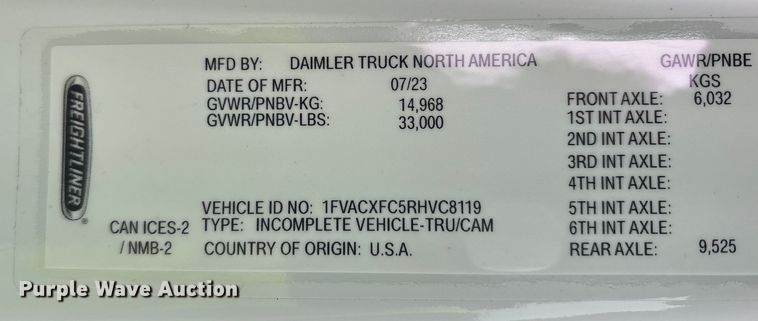 MFD BY: DAIMLER TRUCK NORTH AMERICA
DATE OF MFR: 07/23
GVWR/PNBV-KG: 14,968
GVWR/PNBV-LBS: 33,000
GAWR/PNBE
KGS
FRONT AXLE: 6,032
1ST INT AXLE:
2ND INT AXLE:
3RD INT AXLE:
4TH INT AXLE:
5TH INT AXLE:
6TH INT AXLE:
REAR AXLE: 9,525
FREIGHTLINER
®
CAN ICES-2
/ NMB-2
VEHICLE ID NO: 1FVACXFC5RHVC8119
TYPE: INCOMPLETE VEHICLE-TRU/CAM
COUNTRY OF ORIGIN: U.S.A.
Purple Wave Auction